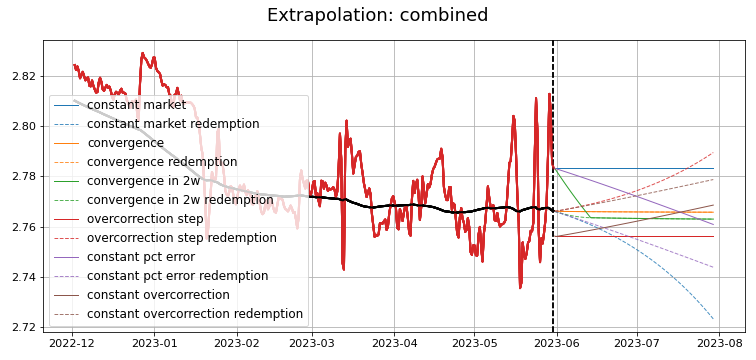 Extrapolation: combined
2.82
2.80
2.78
2.76
2.74
2.72
constant market
constant market redemption
convergence
convergence redemption
convergence in 2w
convergence in 2w redemption
overcorrection step
overcorrection step redemption
constant pct error
constant pct error redemption
constant overcorrection
constant overcorrection redemption
2022-12 2023-01 2023-02 2023-03 2023-04 2023-05 2023-06 2023-07 2023-08